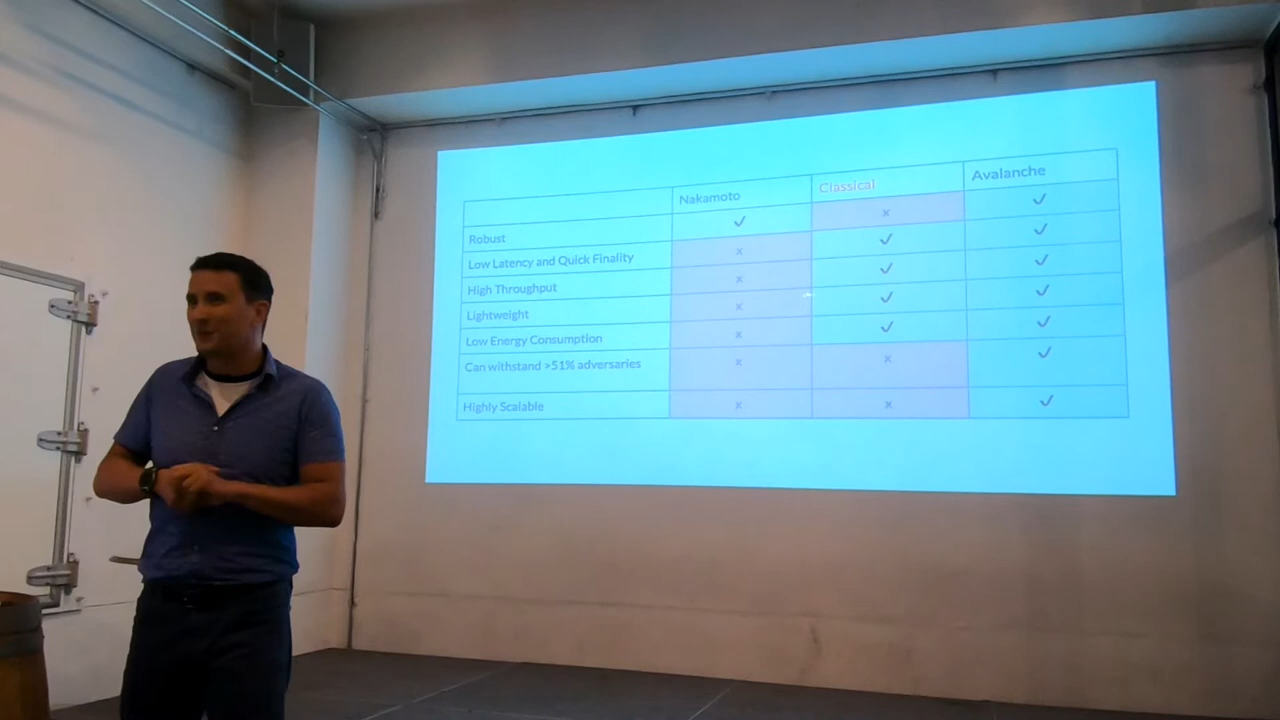 Nakamoto Classical Avalanche
Robust ✓ x ✓
Low Latency and Quick Finality x ✓ ✓
High Throughput x ✓ ✓
Lightweight x ✓ ✓
Low Energy Consumption x ✓ ✓
Can withstand >51% adversaries x x ✓
Highly Scalable x x ✓